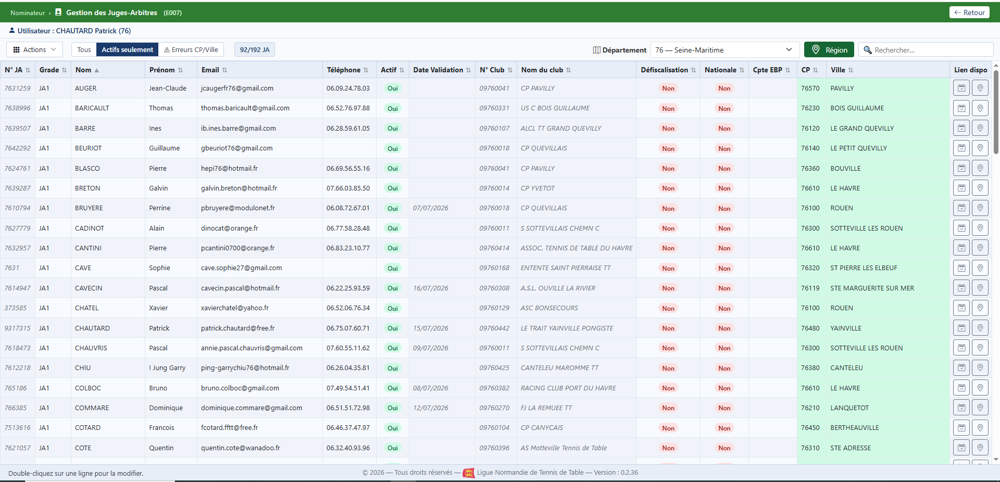 Nominateur › Gestion des Juges-Arbitres (E007) ← Retour
Utilisateur : CHAUTARD Patrick (76)
Actions Tous Actifs seulement Erreurs CP/Ville 92/192 JA Département 76 — Seine-Maritime Région Rechercher...
N° JA Grade Nom Prénom Email Téléphone Actif Date Validation N° Club Nom du club Défiscalisation Nationale Cpte EBP CP Ville Lien dispo
7631259 JA1 AUGER Jean-Claude jcaugerfr76@gmail.com 06.09.24.78.03 Oui 09760041 CP PAVILLY Non Non 76570 PAVILLY
7638996 JA1 BARICAULT Thomas thomas.baricault@gmail.com 06.52.76.97.88 Oui 09760331 US C BOIS GUILLAUME Non Non 76230 BOIS GUILLAUME
7639507 JA1 BARRE Ines ib.ines.barre@gmail.com 06.28.59.61.05 Oui 09760107 ALCL TT GRAND QUEVILLY Non Non 76120 LE GRAND QUEVILLY
7642292 JA1 BEURIOT Guillaume gbeuriot76@gmail.com Oui 09760018 CP QUEVILLAIS Non Non 76140 LE PETIT QUEVILLY
7624761 JA1 BLASCO Pierre hepi76@hotmail.fr 06.69.56.55.16 Oui 09760041 CP PAVILLY Non Non 76360 BOUVILLE
7639287 JA1 BRETON Galvin galvin.breton@hotmail.fr 07.66.03.85.50 Oui 09760014 CP YVETOT Non Non 76610 LE HAVRE
7610794 JA1 BRUYERE Perrine pbruyere@modulonet.fr 06.08.72.67.01 Oui 07/07/2026 09760018 CP QUEVILLAIS Non Non 76100 ROUEN
7627779 JA1 CADINOT Alain dinocat@orange.fr 06.77.58.28.48 Oui 09760011 S SOTTEVILLAIS CHEMN C Non Non 76300 SOTTEVILLE LES ROUEN
7632957 JA1 CANTINI Pierre pcantini0700@orange.fr 06.83.23.10.77 Oui 09760414 ASSOC. TENNIS DE TABLE DU HAVRE Non Non 76610 LE HAVRE
7631 JA1 CAVE Sophie cave.sophie27@gmail.com Oui 09760168 ENTENTE SAINT PIERRAISE TT Non Non 76320 ST PIERRE LES ELBEUF
7614947 JA1 CAVECIN Pascal cavecin.pascal@hotmail.fr 06.22.25.93.59 Oui 16/07/2026 09760308 A.S.L. OUVILLE LA RIVIER Non Non 76119 STE MARGUERITE SUR MER
373585 JA1 CHATEL Xavier xavierchatel@yahoo.fr 06.52.06.76.34 Oui 09760129 ASC BONSECOURS Non Non 76100 ROUEN
9317315 JA1 CHAUTARD Patrick patrick.chautard@free.fr 06.75.07.60.71 Oui 15/07/2026 09760442 LE TRAIT YAINVILLE PONGISTE Non Non 76480 YAINVILLE
7618473 JA1 CHAUVRIS Pascal annie.pascal.chauvris@gmail.com 07.60.55.11.62 Oui 09/07/2026 09760011 S SOTTEVILLAIS CHEMN C Non Non 76300 SOTTEVILLE LES ROUEN
7612218 JA1 CHIU I Jung Garry ping-garrychiu76@hotmail.fr 06.26.04.35.81 Oui 09760425 CANTELEU MAROMME TT Non Non 76380 CANTELEU
765186 JA1 COLBOC Bruno bruno.colboc@gmail.com 07.49.54.51.41 Oui 08/07/2026 09760382 RACING CLUB PORT DU HAVRE Non Non 76610 LE HAVRE
766385 JA1 COMMARE Dominique dominique.commare@gmail.com 06.51.51.72.98 Oui 12/07/2026 09760270 FJ LA REMUEE TT Non Non 76210 LANQUETOT
7513616 JA1 COTARD Francois fcotard.fftt@free.fr 06.46.37.47.97 Oui 09760104 CP CANYCAIS Non Non 76450 BERTHEAUVILLE
7621057 JA1 COTE Quentin quentin.cote@wanadoo.fr 06.32.40.93.96 Oui 09760396 AS Motteville Tennis de Table Non Non 76310 STE ADRESSE
Double-cliquez sur une ligne pour la modifier. © 2026 — Tous droits réservés — Ligue Normandie de Tennis de Table — Version : 0.2.36